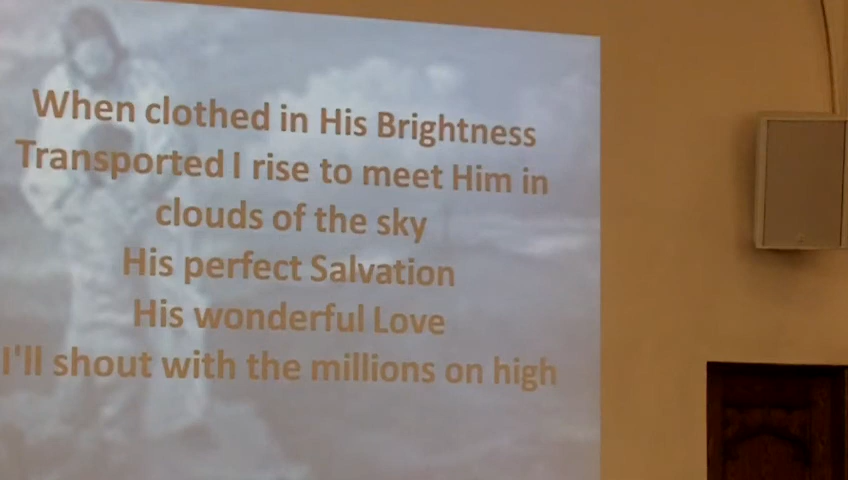 When clothed in His Brightness
Transported I rise to meet Him in
clouds of the sky
His perfect Salvation
His wonderful Love
I'll shout with the millions on high